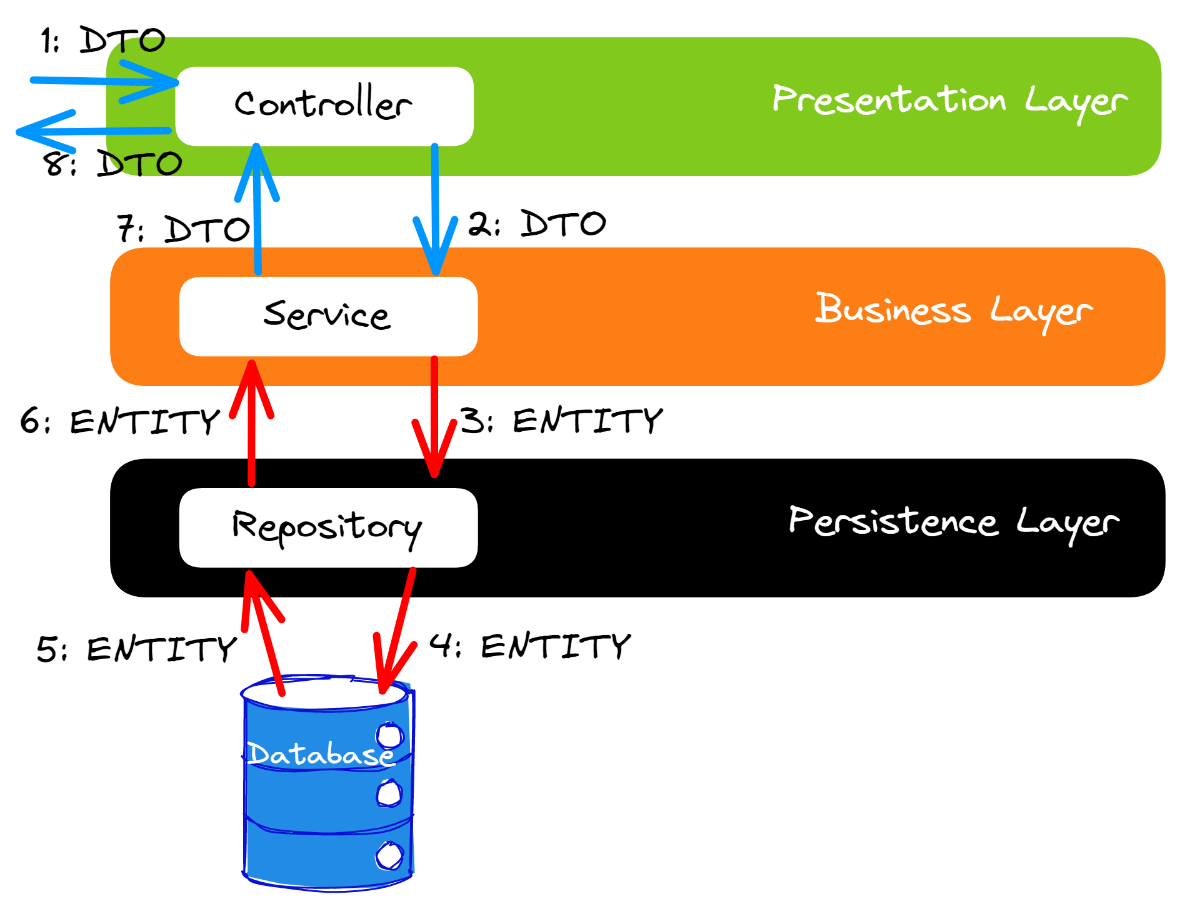 1: DTO
Controller
Presentation Layer
8: DTO
7: DTO
2: DTO
Service
Business Layer
6: ENTITY
3: ENTITY
Repository
Persistence Layer
5: ENTITY
4: ENTITY
Database